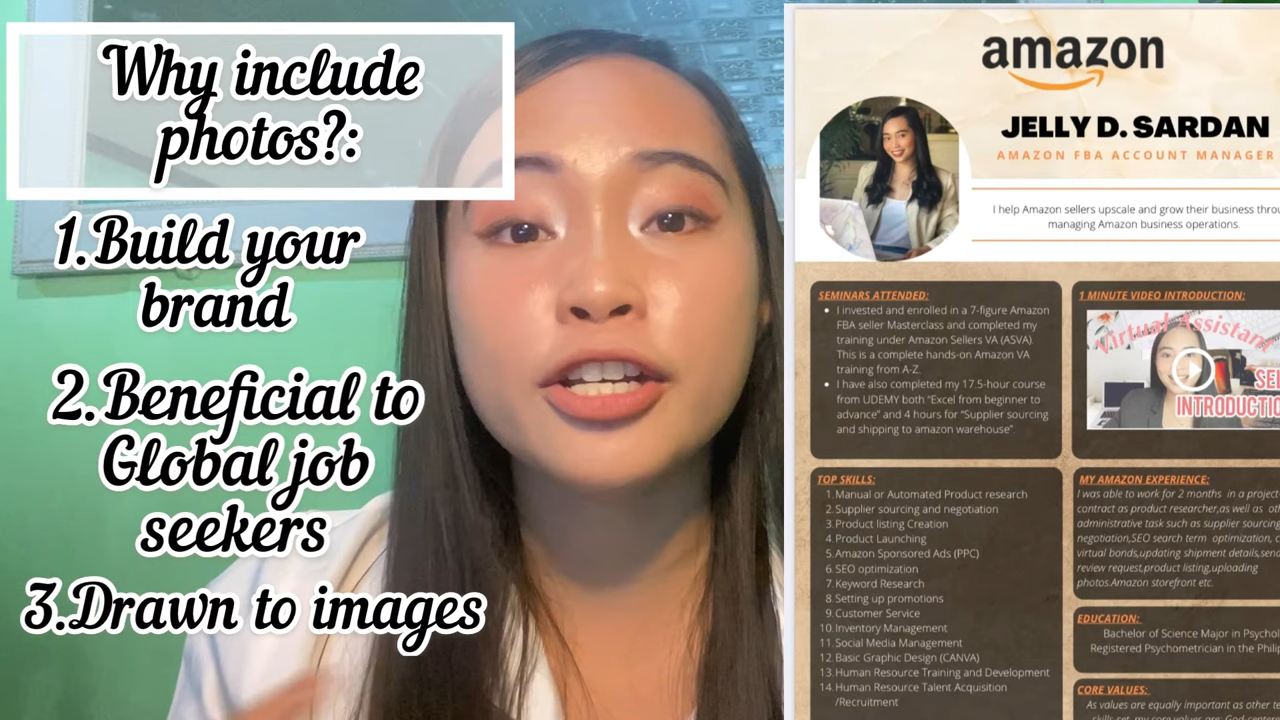 Why include
photos?:
1.Build your
brand
2.Beneficial to
Global job
seekers
3.Drawn to images
amazon
JELLY D. SARDAN
AMAZON FBA ACCOUNT MANAGER
I help Amazon sellers upscale and grow their business
managing Amazon business operations.
SEMINARS ATTENDED:
I invested and enrolled in a 7-figure Amazon
FBA seller Masterclass and completed my
training under Amazon Sellers VA (ASVA).
This is a complete hands-on Amazon VA
training from A-Z.
I have also completed my 17.5-hour course
from UDEMY both "Excel from beginner to
advance" and 4 hours for "Supplier sourcing
and shipping to amazon warehouse".
1 MINUTE VIDEO INTRODUCTION:
Virtual Assistant
TOP SKILLS:
1.Manual or Automated Product research
2.Supplier sourcing and negotiation
3.Product listing Creation
4.Product Launching
5.Amazon Sponsored Ads (PPC)
6.SEO optimization
7.Keyword Research
8.Setting up promotions
9.Customer Service
10.Inventory Management
11.Social Media Management
12.Basic Graphic Design (CANVA)
13.Human Resource Training and Development
14.Human Resource Talent Acquisition
/Recruitment
MY AMAZON EXPERIENCE:
I was able to work for 2 months in a
contract as product researcher,as well as
administrative task such as supplier
negotiation,SEO search term optimization,
virtual bonds,updating shipment details,
review request,product listing,uploading
photos.Amazon storefront etc.
EDUCATION:
Bachelor of Science Major in
Registered Psychometrician in the
CORE VALUES:
As values are equally important as other